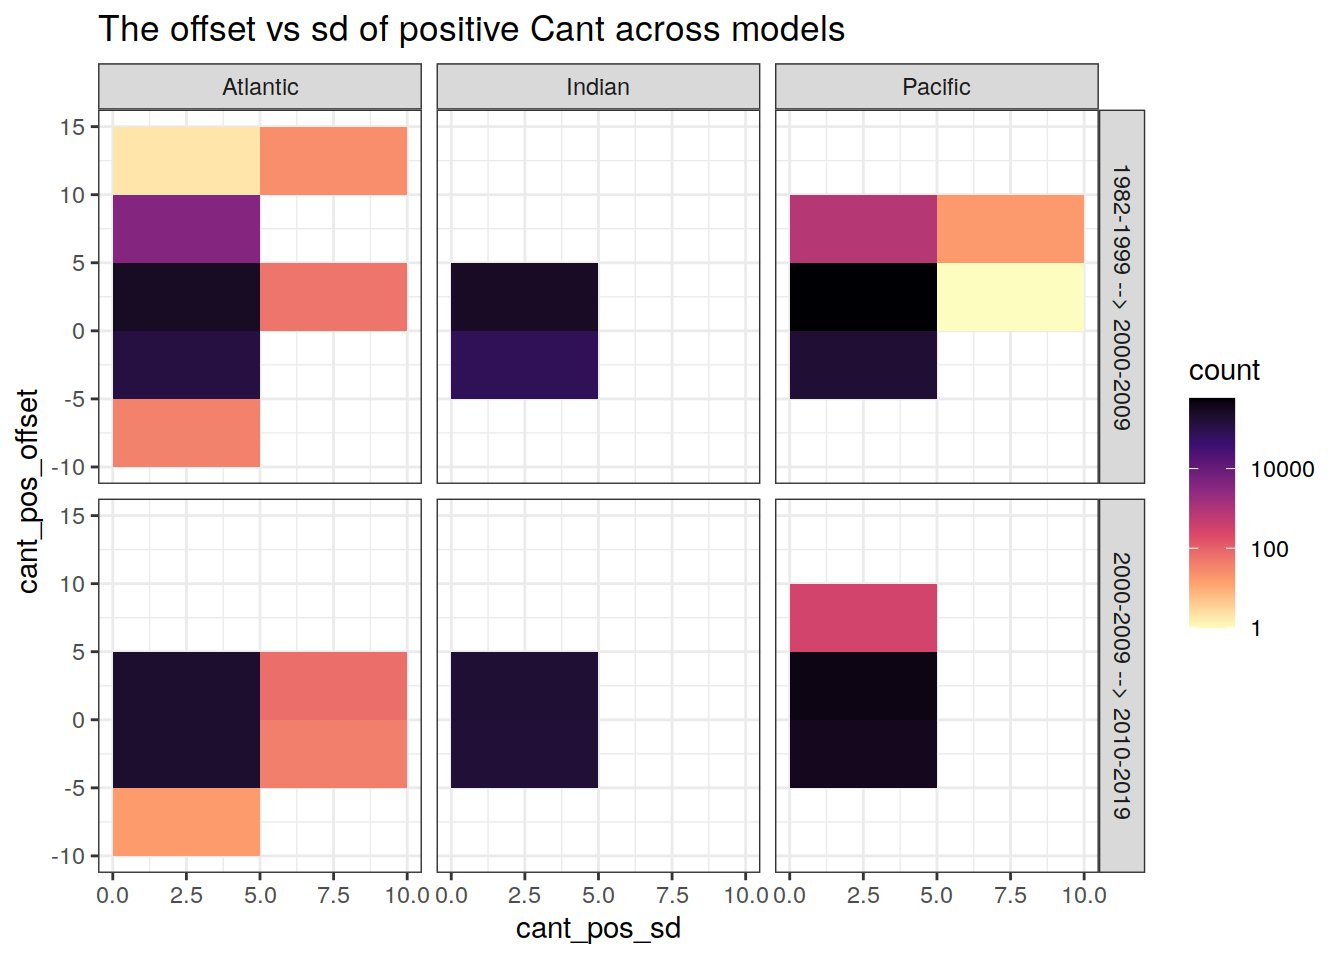 The offset vs sd of positive Cant across models
Atlantic
Indian
Pacific
15
10
5
0
-5
-10
1982-1999 --> 2000-2009
15
10
5
0
-5
-10
2000-2009 --> 2010-2019
cant_pos_offset
0.0 2.5 5.0 7.5 10.0
0.0 2.5 5.0 7.5 10.0
0.0 2.5 5.0 7.5 10.0
cant_pos_sd
count
10000
100
1